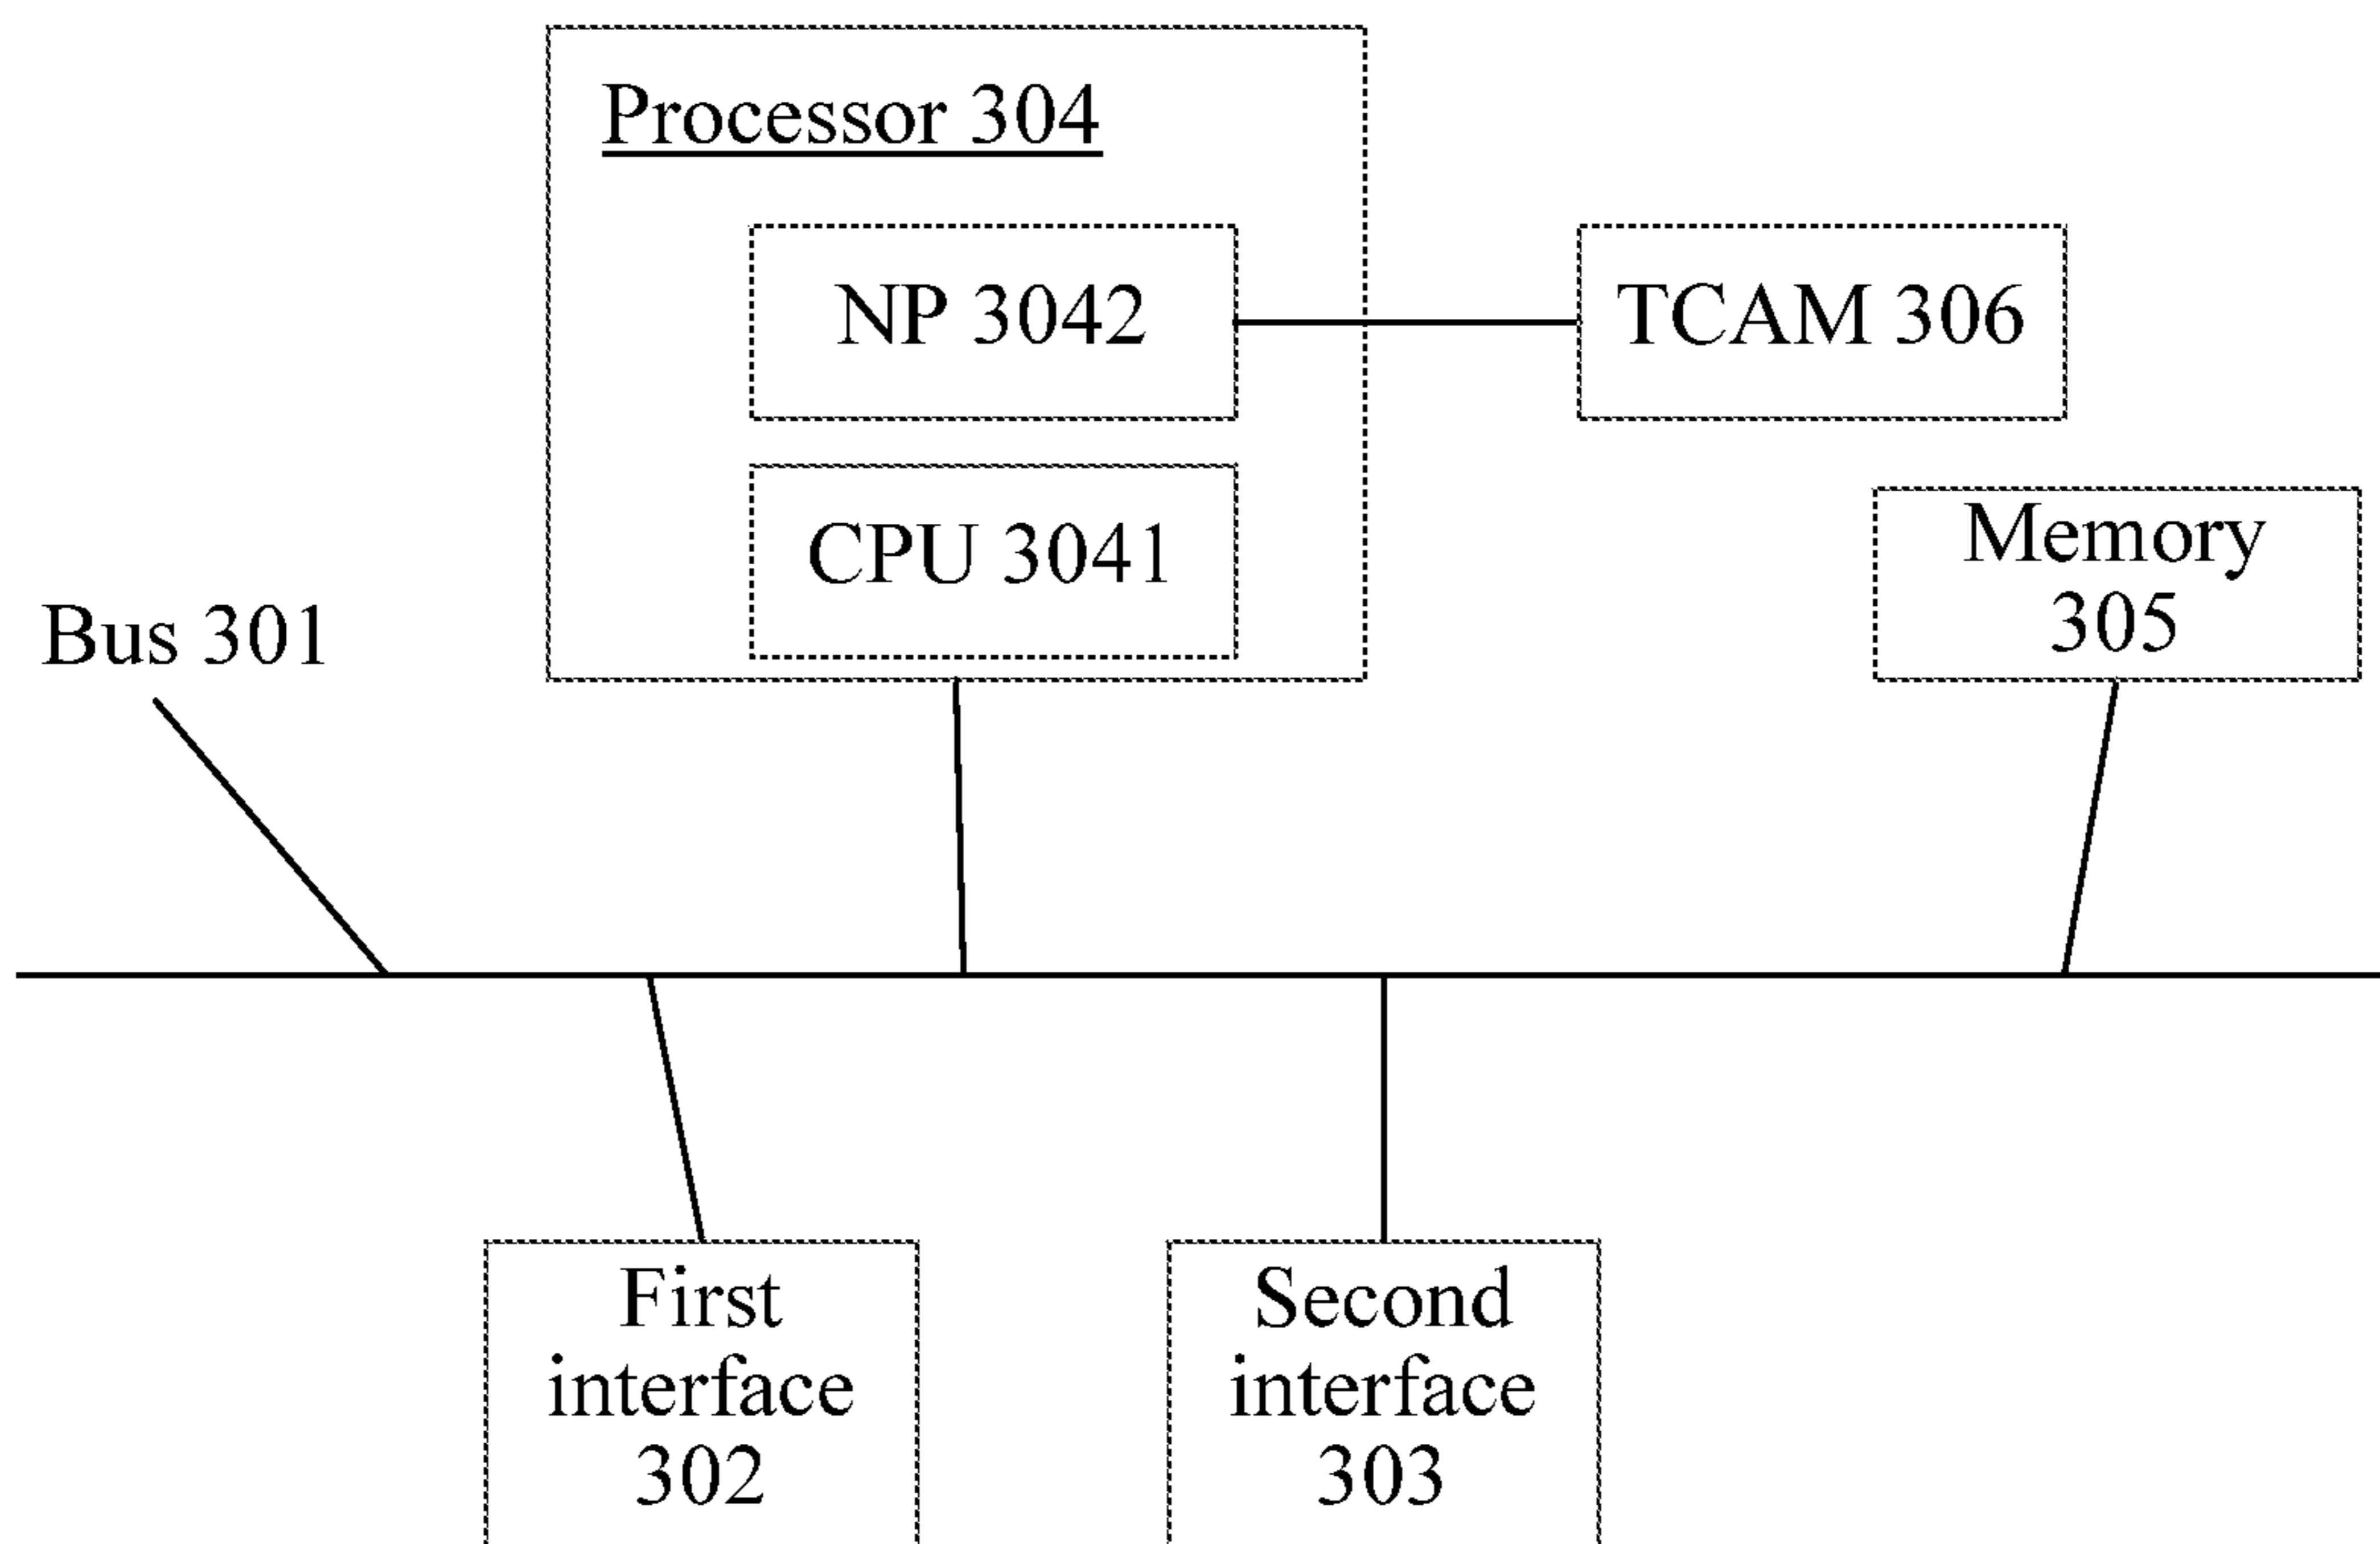 Processor 304
NP 3042
TCAM 306
CPU 3041
Memory
305
Bus 301
First
interface
302
Second
interface
303